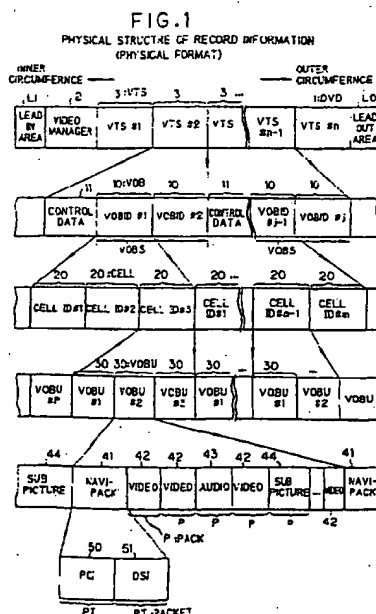 FIG.1
PHYSICAL STRUCTRE OF RECORD INFORMATION
(PHYSICAL FORMAT)
INNER CIRCUMFERNCE
OUTER CIRCUMFERENCE
LI 2 3:VTS 3 3 ... 1:DVD LO
LEAD IN AREA VIDEO MANAGER VTS #1 VTS #2 VTS VTS #n-1 VTS #n LEAD OUT AREA
11 10:VOB 10 11 10 10
CONTROL DATA VOBID #1 VOBID #2 CONTROL DATA VOBID #j-1 VOBID #j
VOBS VOBS
20 20:CELL 20 20 ... 20 20
CELL ID#1 CELL ID#2 CELL ID#3 CELL ID#1 CELL ID#m-1 CELL ID#m
30 30:VOBU 30 30 ... 30 ...
VOBU #P VOBU #1 VOBU #2 VOBU #1 VOBU #1 VOBU #2 VOBU
44 41 42 42 43 42 44 41
SUB PICTURE NAVI-PACK VIDEO VIDEO AUDIO VIDEO SUB PICTURE ... VIDEO NAVI-PACK
P P P P 42
P:PACK
50 51
PCI DSI
PT PT:PACKET